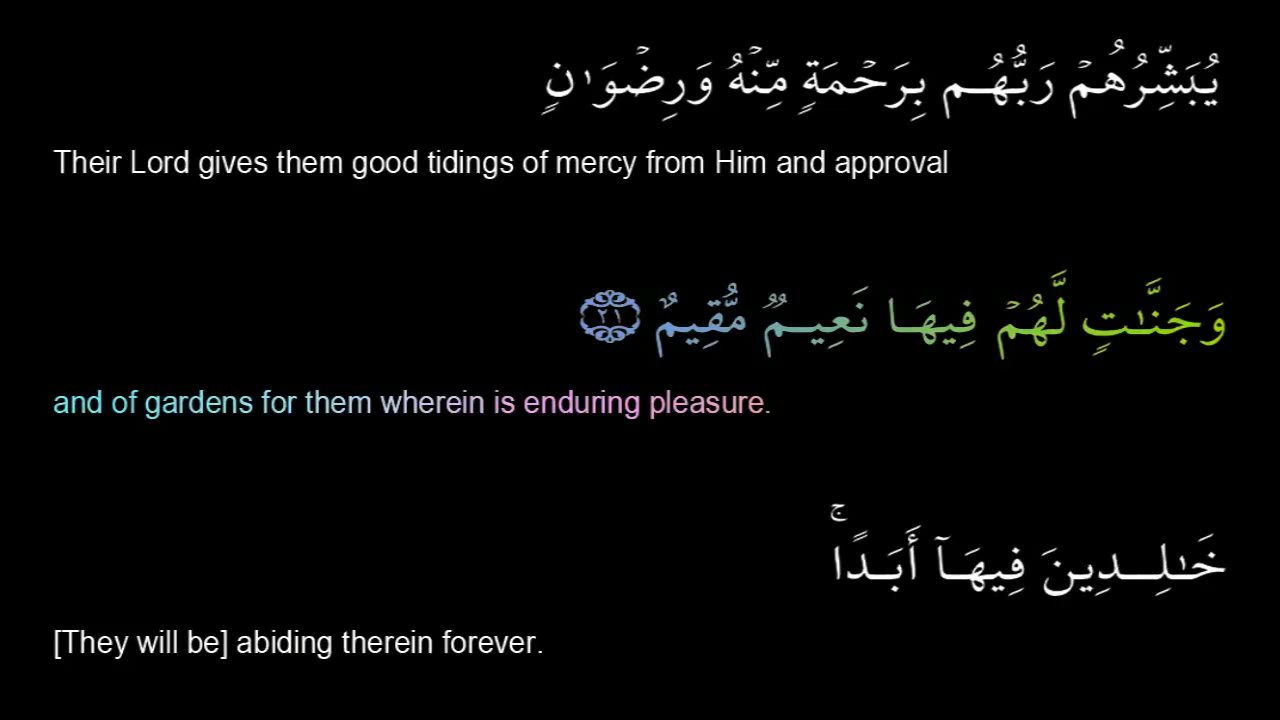 يُبَشِّرُهُمۡ رَبُّهُم بِرَحۡمَةٍ مِّنۡهُ وَرِضۡوَٰنٍ
Their Lord gives them good tidings of mercy from Him and approval
وَجَنَّـٰتٍ لَّهُمۡ فِيهَا نَعِيمٌ مُّقِيمٌ ٢١
and of gardens for them wherein is enduring pleasure.
خَـٰلِدِينَ فِيهَآ أَبَدًاۚ
[They will be] abiding therein forever.